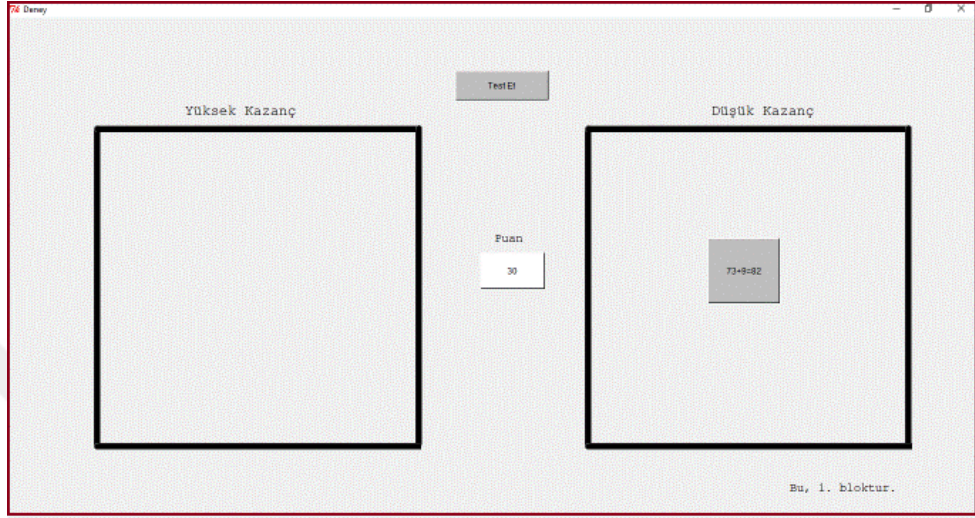 Deney
Test Et
Yüksek Kazanç
Düşük Kazanç
Puan
30
73+9=82
Bu, 1. bloktur.